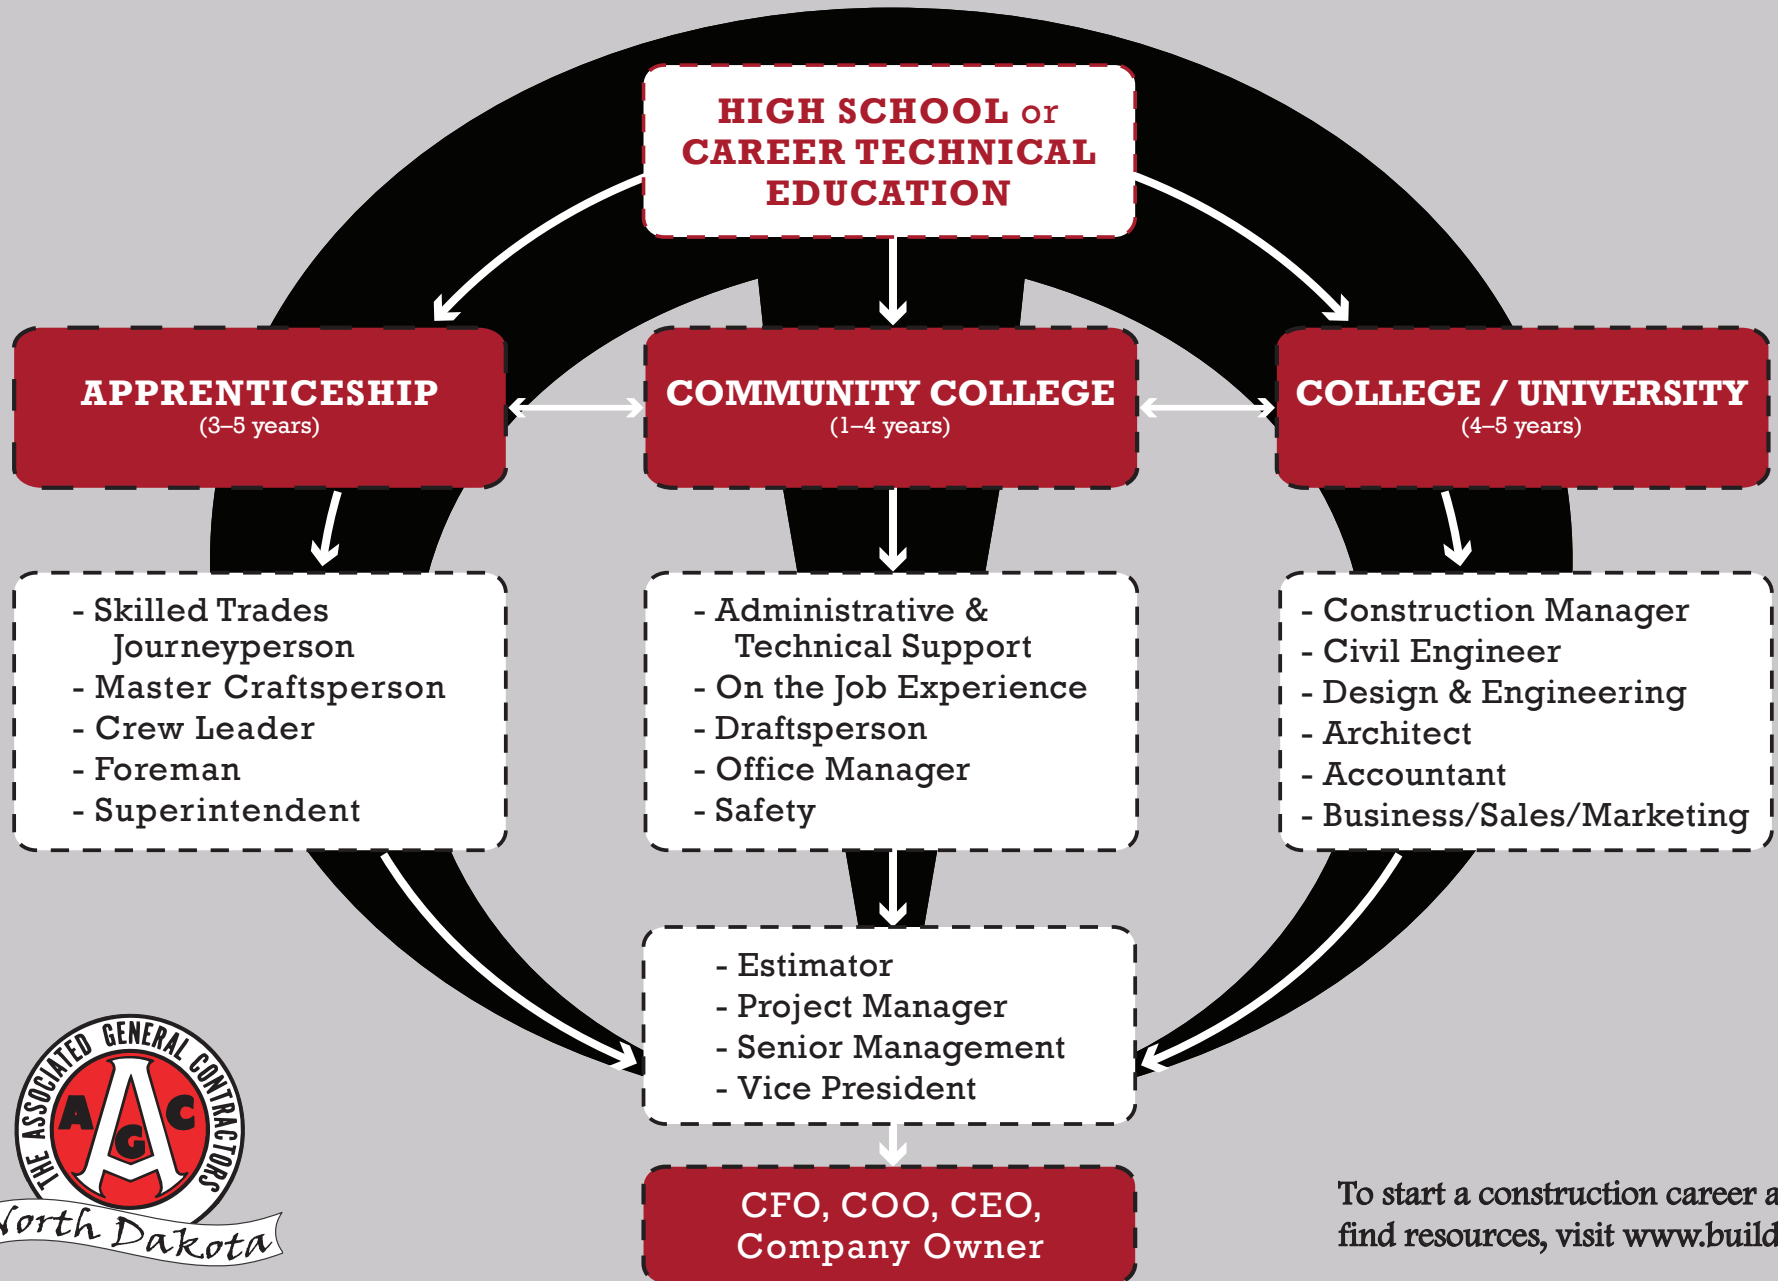 HIGH SCHOOL or
CAREER TECHNICAL
EDUCATION
APPRENTICESHIP
(3–5 years)
COMMUNITY COLLEGE
(1–4 years)
COLLEGE / UNIVERSITY
(4–5 years)
- Skilled Trades
Journeyperson
- Master Craftsperson
- Crew Leader
- Foreman
- Superintendent
- Administrative &
Technical Support
- On the Job Experience
- Draftsperson
- Office Manager
- Safety
- Construction Manager
- Civil Engineer
- Design & Engineering
- Architect
- Accountant
- Business/Sales/Marketing
- Estimator
- Project Manager
- Senior Management
- Vice President
CFO, COO, CEO,
Company Owner
THE ASSOCIATED GENERAL CONTRACTORS
A G C
North Dakota
To start a construction career a
find resources, visit www.build